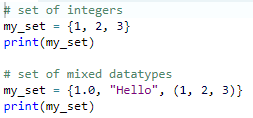 # set of integers
my_set = {1, 2, 3}
print(my_set)
# set of mixed datatypes
my_set = {1.0, "Hello", (1, 2, 3)}
print(my_set)